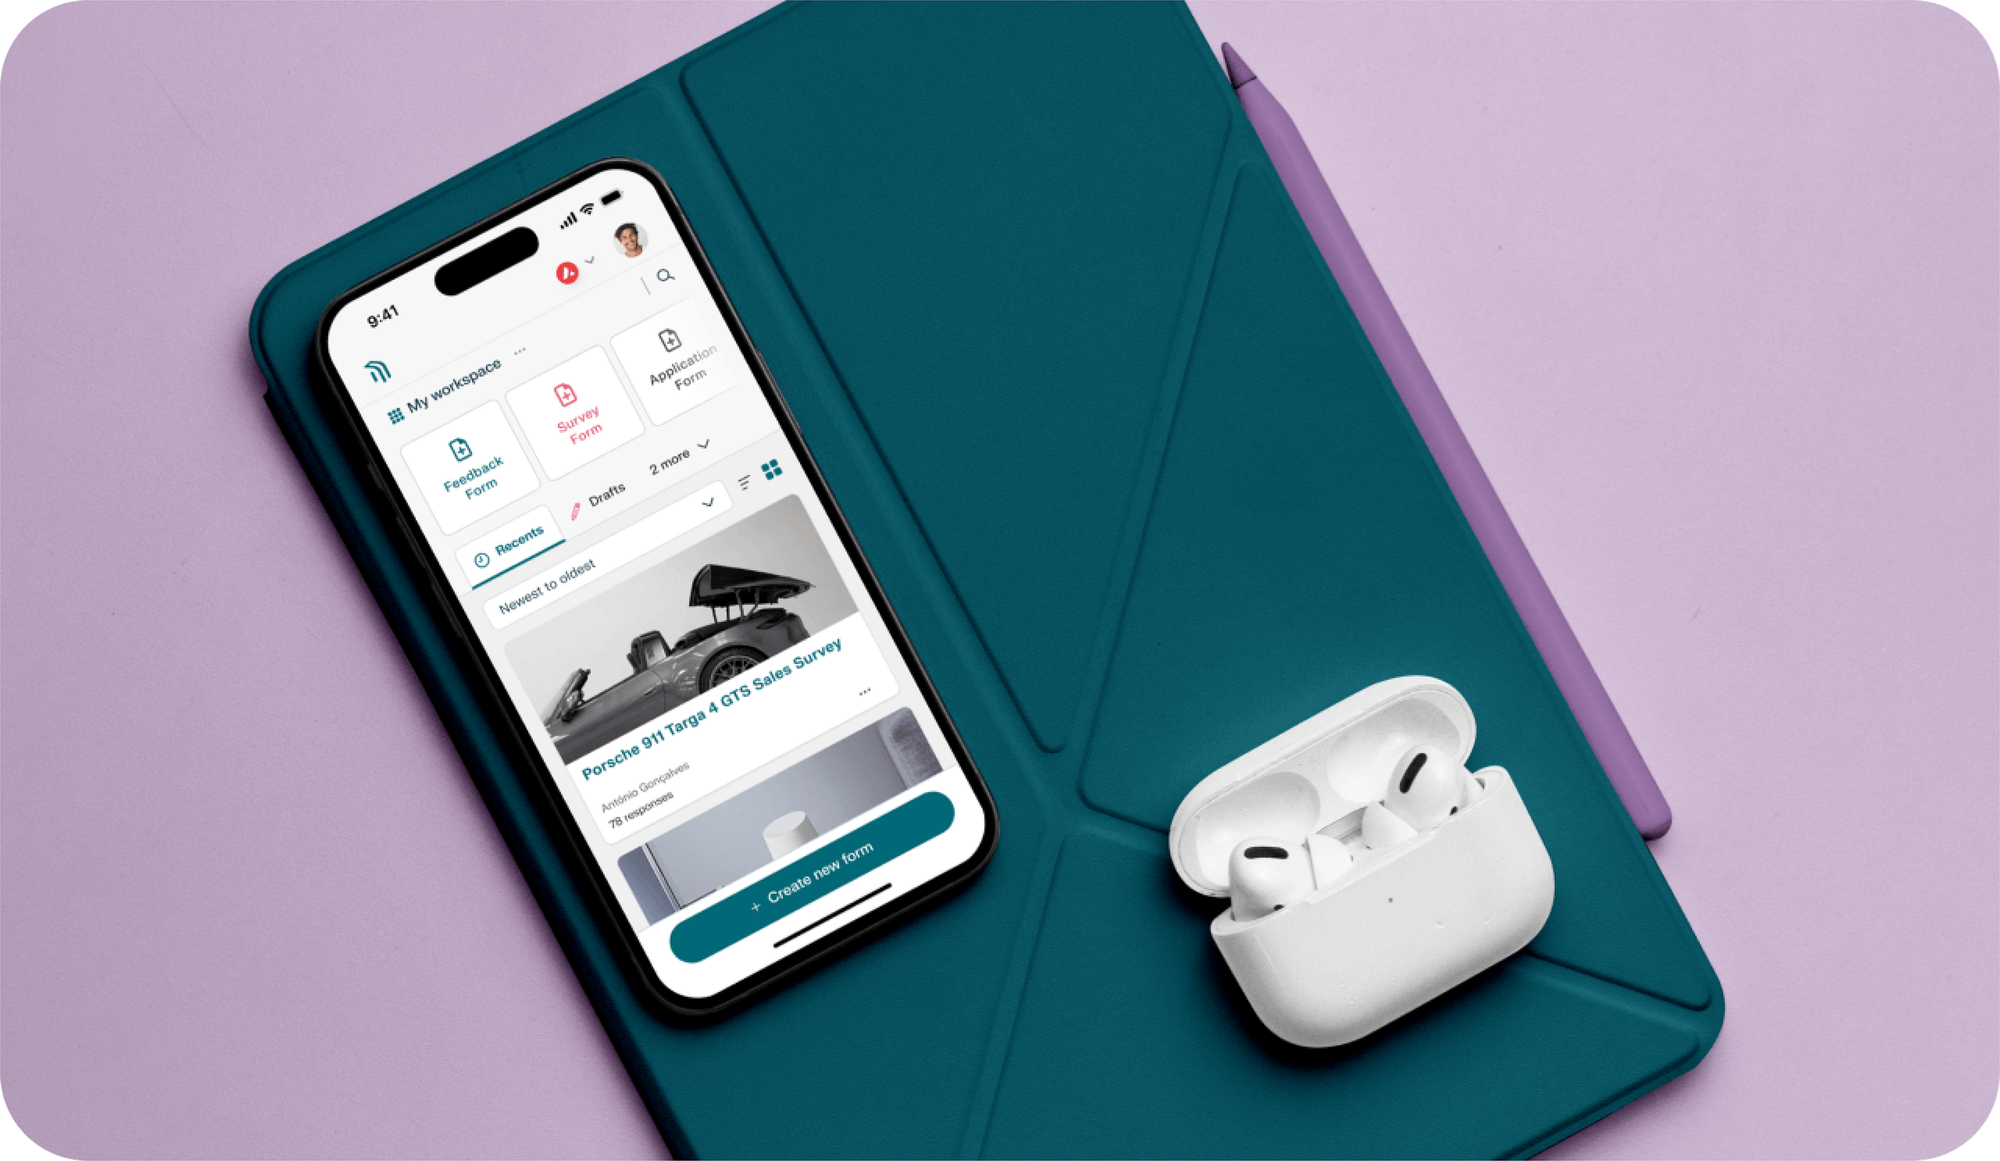 9:41
My workspace
Feedback
Form
Survey
Form
Application
Form
Recents
Drafts
2 more
Newest to oldest
Porsche 911 Targa 4 GTS Sales Survey
António Gonçalves
78 responses
+ Create new form